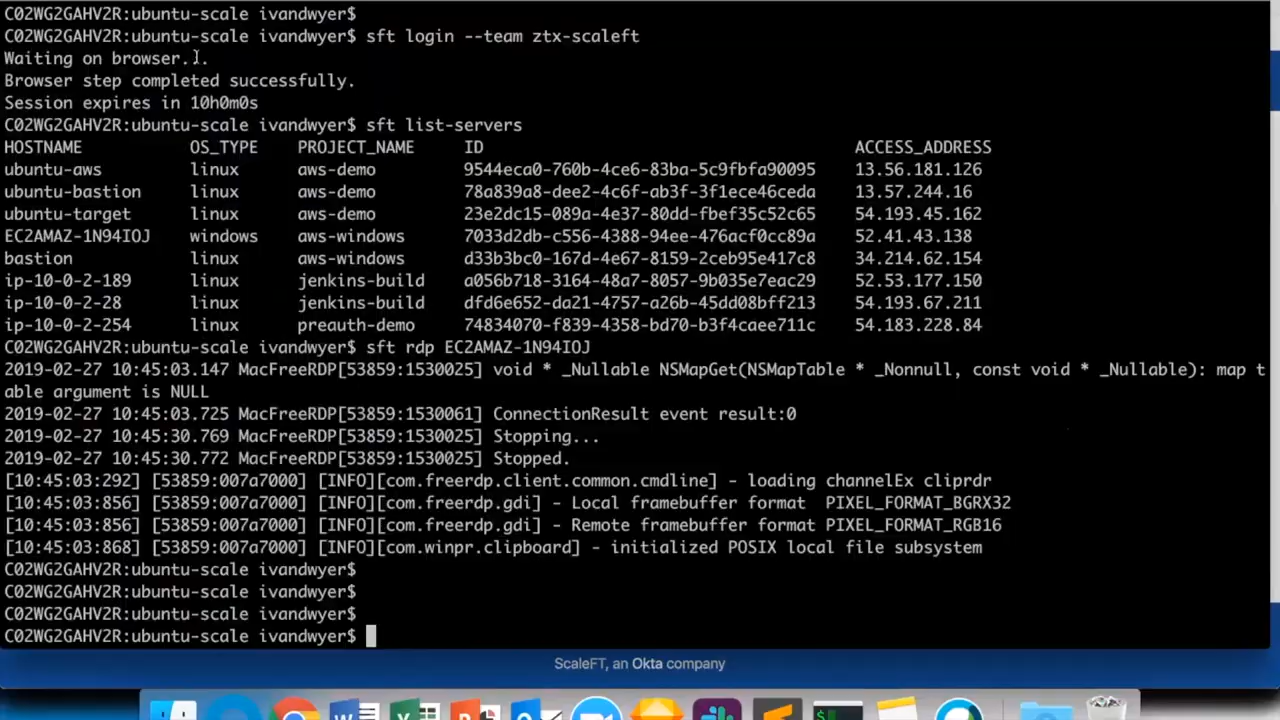 C02WG2GAHV2R:ubuntu-scale ivandwyer$
C02WG2GAHV2R:ubuntu-scale ivandwyer$ sft login --team ztx-scaleft
Waiting on browser...
Browser step completed successfully.
Session expires in 10h0m0s
C02WG2GAHV2R:ubuntu-scale ivandwyer$ sft list-servers
HOSTNAME OS_TYPE PROJECT_NAME ID ACCESS_ADDRESS
ubuntu-aws linux aws-demo 9544eca0-760b-4ce6-83ba-5c9fbfa90095 13.56.181.126
ubuntu-bastion linux aws-demo 78a839a8-dee2-4c6f-ab3f-3f1ece46ceda 13.57.244.16
ubuntu-target linux aws-demo 23e2dc15-089a-4e37-80dd-fbef35c52c65 54.193.45.162
EC2AMAZ-1N94IOJ windows aws-windows 7033d2db-c556-4388-94ee-476acf0cc89a 52.41.43.138
bastion linux aws-windows d33b3bc0-167d-4e67-8159-2ceb95e417c8 34.214.62.154
ip-10-0-2-189 linux jenkins-build a056b718-3164-48a7-8057-9b035e7eac29 52.53.177.150
ip-10-0-2-28 linux jenkins-build dfd6e652-da21-4757-a26b-45dd08bff213 54.193.67.211
ip-10-0-2-254 linux preauth-demo 74834070-f839-4358-bd70-b3f4caee711c 54.183.228.84
C02WG2GAHV2R:ubuntu-scale ivandwyer$ sft rdp EC2AMAZ-1N94IOJ
2019-02-27 10:45:03.147 MacFreeRDP[53859:1530025] void * _Nullable NSMapGet(NSMapTable * _Nonnull, const void * _Nullable): map t
able argument is NULL
2019-02-27 10:45:03.725 MacFreeRDP[53859:1530061] ConnectionResult event result:0
2019-02-27 10:45:30.769 MacFreeRDP[53859:1530025] Stopping...
2019-02-27 10:45:30.772 MacFreeRDP[53859:1530025] Stopped.
[10:45:03:292] [53859:007a7000] [INFO][com.freerdp.client.common.cmdline] - loading channelEx cliprdr
[10:45:03:856] [53859:007a7000] [INFO][com.freerdp.gdi] - Local framebuffer format  PIXEL_FORMAT_BGRX32
[10:45:03:856] [53859:007a7000] [INFO][com.freerdp.gdi] - Remote framebuffer format PIXEL_FORMAT_RGB16
[10:45:03:868] [53859:007a7000] [INFO][com.winpr.clipboard] - initialized POSIX local file subsystem
C02WG2GAHV2R:ubuntu-scale ivandwyer$
C02WG2GAHV2R:ubuntu-scale ivandwyer$
C02WG2GAHV2R:ubuntu-scale ivandwyer$
C02WG2GAHV2R:ubuntu-scale ivandwyer$
ScaleFT, an Okta company